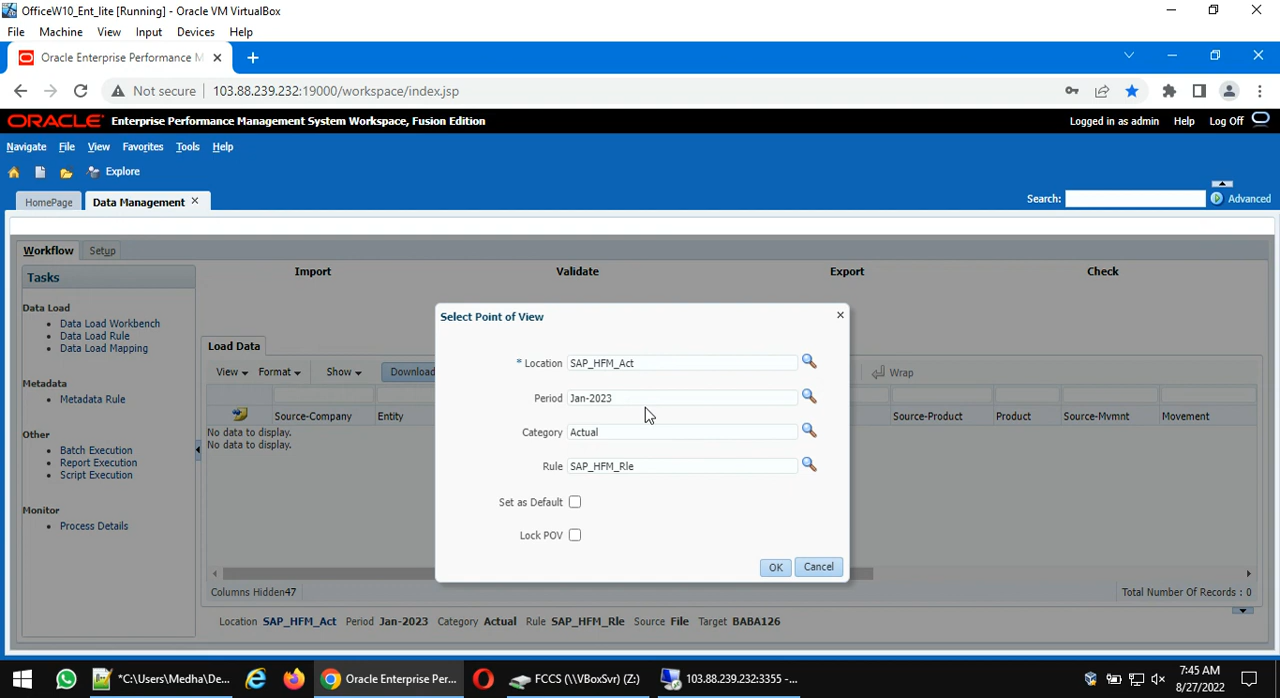 OfficeW10_Ent_lite [Running] - Oracle VM VirtualBox
File Machine View Input Devices Help
Oracle Enterprise Performance M
Not secure 103.88.239.232:19000/workspace/index.jsp
ORACLE Enterprise Performance Management System Workspace, Fusion Edition Logged in as admin Help Log Off
Navigate File View Favorites Tools Help
Explore
HomePage Data Management Search: Advanced
Workflow Setup
Tasks
Import Validate Export Check
Data Load
Data Load Workbench
Data Load Rule
Data Load Mapping
Metadata
Metadata Rule
Other
Batch Execution
Report Execution
Script Execution
Monitor
Process Details
Load Data
View Format Show Download Wrap
Source-Company Entity Source-Product Product Source-Mvmnt Movement
No data to display.
No data to display.
Select Point of View
* Location SAP_HFM_Act
Period Jan-2023
Category Actual
Rule SAP_HFM_Rle
Set as Default
Lock POV
OK Cancel
Columns Hidden47 Total Number Of Records : 0
Location SAP_HFM_Act Period Jan-2023 Category Actual Rule SAP_HFM_Rle Source File Target BABA126
*C:\Users\Medha\De... Oracle Enterprise Per... FCCS (\\VBoxSvr) (Z:) 103.88.239.232:3355 -...
7:45 AM
8/27/2022